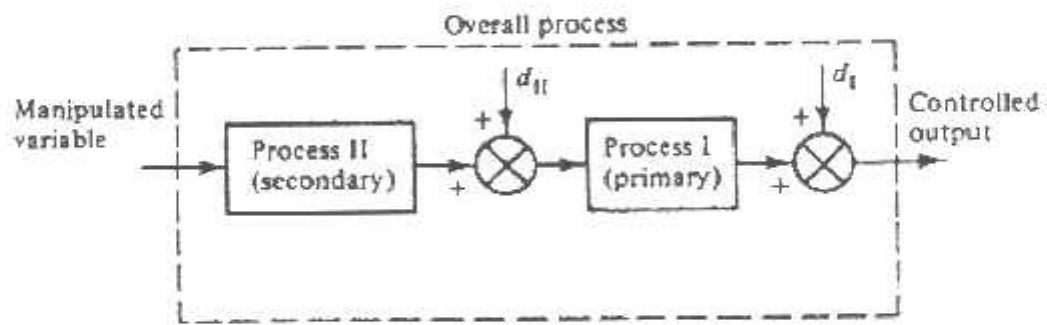 Overall process
d_II
d_I
Manipulated
variable
Controlled
output
Process II
(secondary)
Process I
(primary)
+
+
+
+